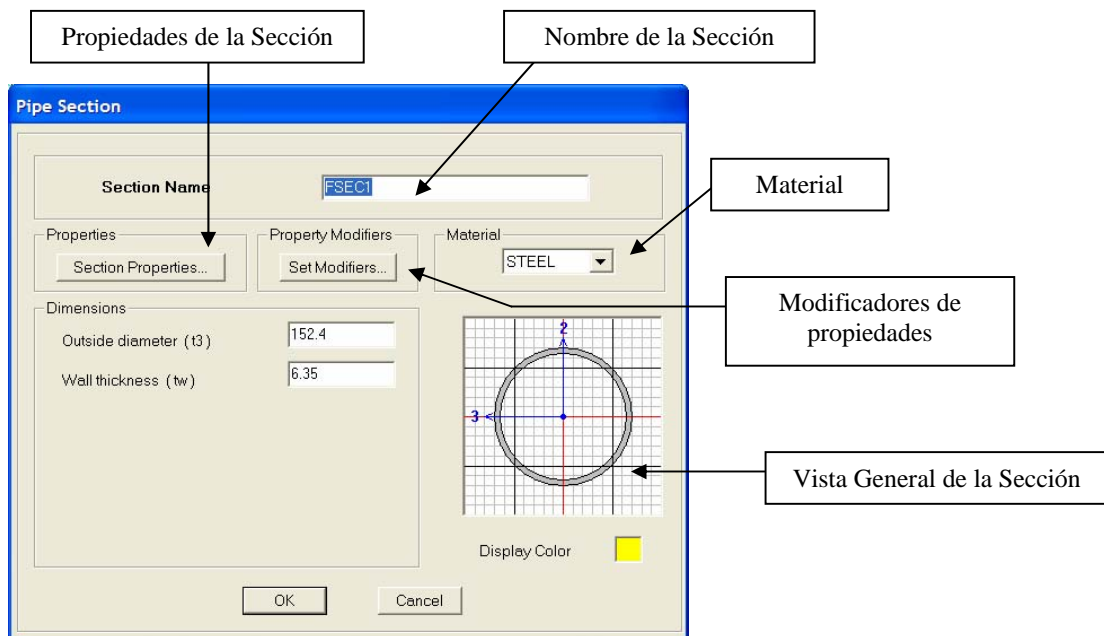 Propiedades de la Sección
Nombre de la Sección
Pipe Section
Section Name
FSEC1
Material
Properties
Property Modifiers
Material
Section Properties...
Set Modifiers...
STEEL
Modificadores de
propiedades
Dimensions
Outside diameter ( t3 )
152.4
Wall thickness ( tw )
6.35
2
3
Vista General de la Sección
Display Color
OK
Cancel